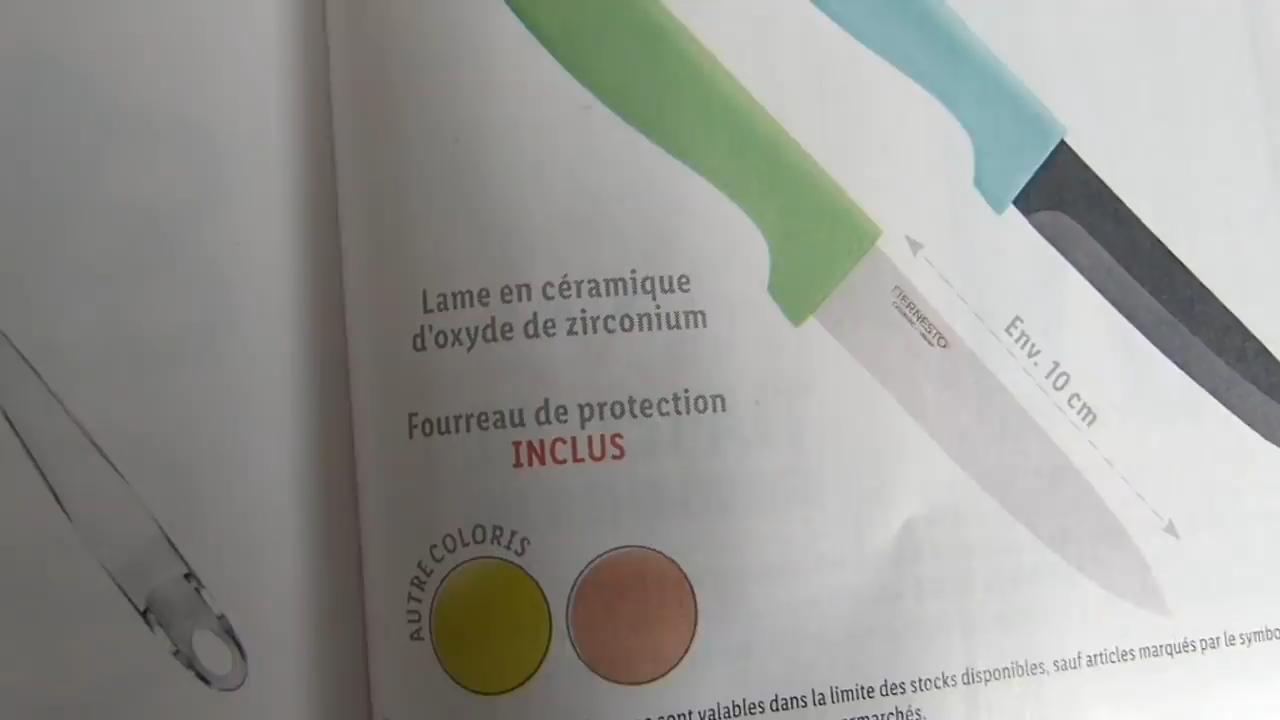 Lame en céramique
d'oxyde de zirconium
Fourreau de protection
INCLUS
AUTRE COLORIS
ERNESTO
Env. 10 cm
sont valables dans la limite des stocks disponibles, sauf articles marqués par le symbo